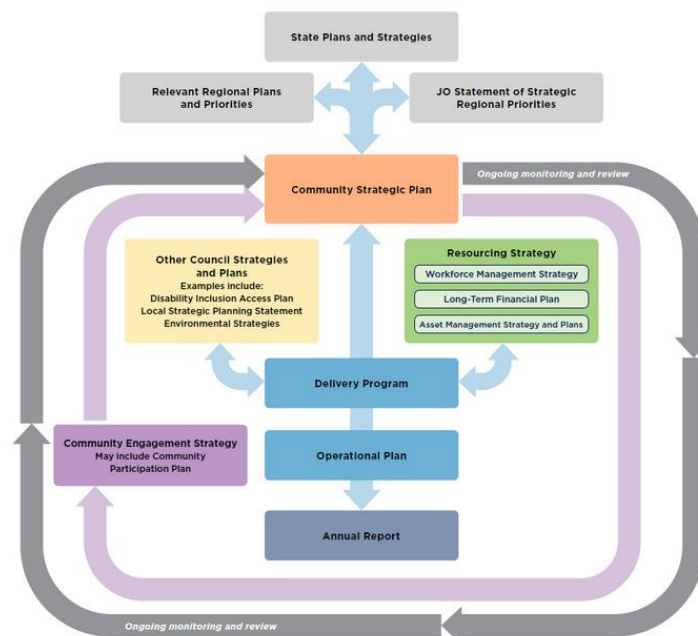 State Plans and Strategies
Relevant Regional Plans
and Priorities
JO Statement of Strategic
Regional Priorities
Community Strategic Plan
Ongoing monitoring and review
Other Council Strategies
and Plans
Examples include:
Disability Inclusion Access Plan
Local Strategic Planning Statement
Environmental Strategies
Resourcing Strategy
Workforce Management Strategy
Long-Term Financial Plan
Asset Management Strategy and Plans
Delivery Program
Community Engagement Strategy
May include Community
Participation Plan
Operational Plan
Annual Report
Ongoing monitoring and review